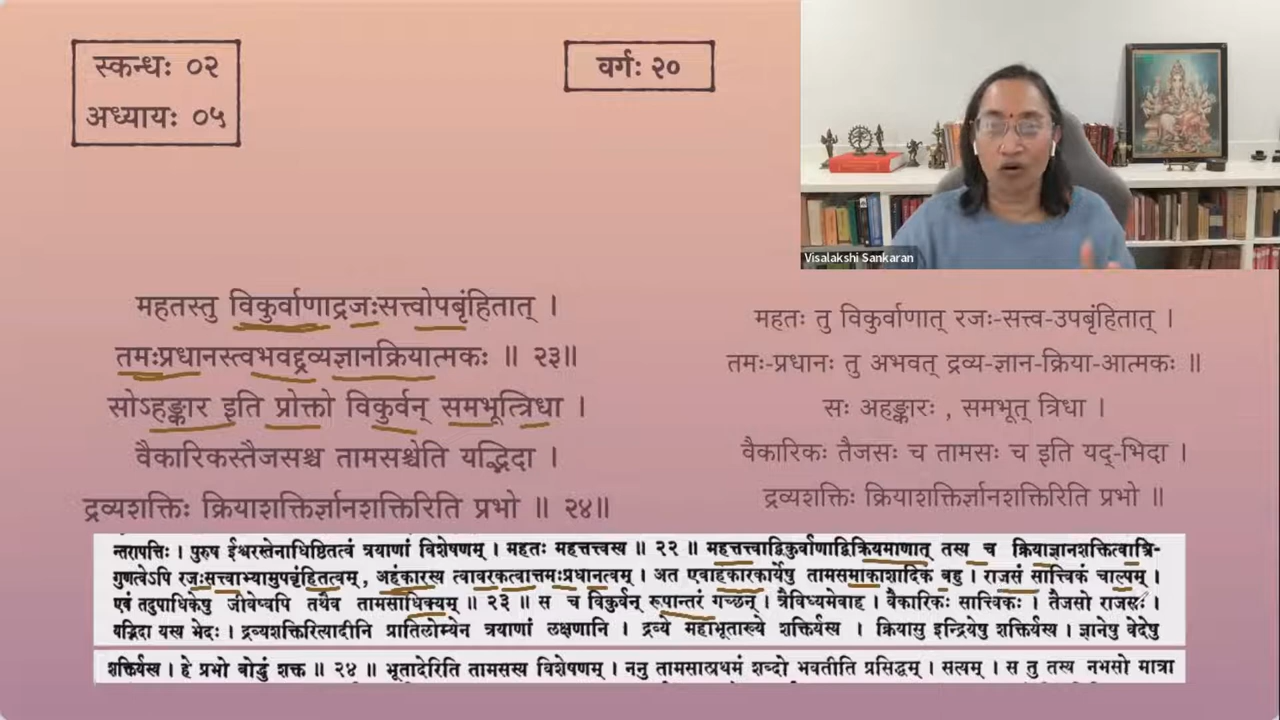 स्कन्धः ०२
अध्यायः ०५
वर्गः २०
Visalakshi Sankaran
महतस्तु विकुर्वाणाद्रजःसत्त्वोपबृंहितात् ।
तमःप्रधानस्त्वभवद्द्रव्यज्ञानक्रियात्मकः ॥ २३॥
सोऽहङ्कार इति प्रोक्तो विकुर्वन् समभूत्त्रिधा ।
वैकारिकस्तैजसश्च तामसश्चेति यद्भिदा ।
द्रव्यशक्तिः क्रियाशक्तिर्ज्ञानशक्तिरिति प्रभो ॥ २४॥
महतः तु विकुर्वाणात् रजः-सत्त्व-उपबृंहितात् ।
तमः-प्रधानः तु अभवत् द्रव्य-ज्ञान-क्रिया-आत्मकः ॥
सः अहङ्कारः , समभूत् त्रिधा ।
वैकारिकः तैजसः च तामसः च इति यद्-भिदा ।
द्रव्यशक्तिः क्रियाशक्तिर्ज्ञानशक्तिरिति प्रभो ॥
न्तरापत्तिः । पुरुष ईश्वरस्तेनाधिष्ठितत्वं त्रयाणां विशेषणम् । महतः महत्तत्त्वस्य ॥ २२ ॥ महत्तत्त्वाद्विकुर्वाणाद्विक्रियमाणात् तस्य च क्रियाज्ञानशक्तित्वात्रि-
गुणत्वेऽपि रजःसत्त्वाभ्यामुपबृंहितत्वम् , अहंकारस्य त्वावरकत्वात्तमःप्रधानत्वम् । अत एवाहंकारकार्येषु तामसमाकाशादिक बहु । राजसं सात्त्विकं चाल्पम् ।
एवं तदुपाधिकेषु जीवेष्वपि तथैव तामसाधिक्यम् ॥ २३ ॥ स च विकुर्वन् रूपान्तरं गच्छन् । त्रैविध्यमेवाह । वैकारिकः सात्त्विकः । तैजसो राजसः ।
यद्भिदा यस्य भेदः । द्रव्यशक्तिरित्यादीनि प्रातिलोम्येन त्रयाणां लक्षणानि । द्रव्ये महाभूताख्ये शक्तिर्यस्य । क्रियासु इन्द्रियेषु शक्तिर्यस्य । ज्ञानेषु वेदेषु
शक्तिर्यस्य । हे प्रभो बोद्धुं शक्त ॥ २४ ॥ भूतादेरिति तामसस्य विशेषणम् । ननु तामसात्प्रथमं शब्दो भवतीति प्रसिद्धम् । सत्यम् । स तु तस्य नभसो मात्रा